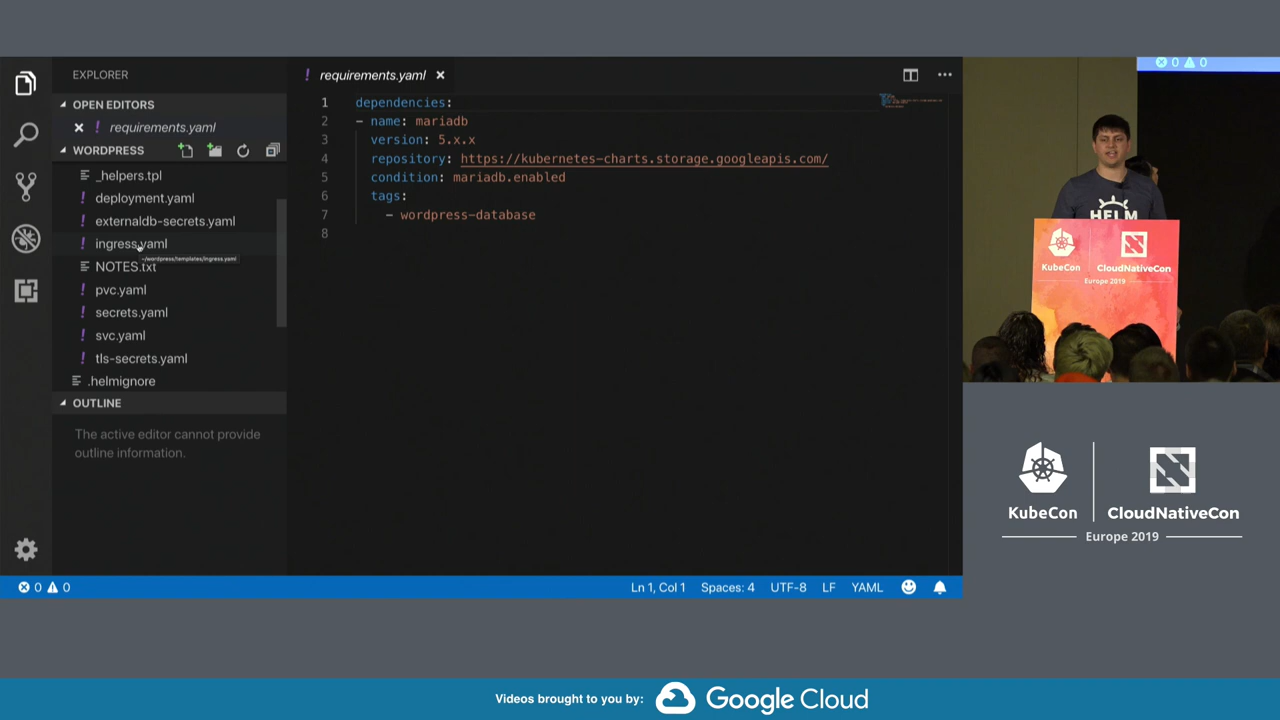 EXPLORER
OPEN EDITORS
requirements.yaml
WORDPRESS
_helpers.tpl
deployment.yaml
externaldb-secrets.yaml
ingress.yaml
~/wordpress/templates/ingress.yaml
NOTES.txt
pvc.yaml
secrets.yaml
svc.yaml
tls-secrets.yaml
.helmignore
OUTLINE
The active editor cannot provide
outline information.
requirements.yaml
1 dependencies:
2 - name: mariadb
3 version: 5.x.x
4 repository: https://kubernetes-charts.storage.googleapis.com/
5 condition: mariadb.enabled
6 tags:
7 - wordpress-database
8
0 0
Ln 1, Col 1 Spaces: 4 UTF-8 LF YAML
0 0
HELM
KubeCon CloudNativeCon
Europe 2019
KubeCon CloudNativeCon
Europe 2019
Videos brought to you by: Google Cloud